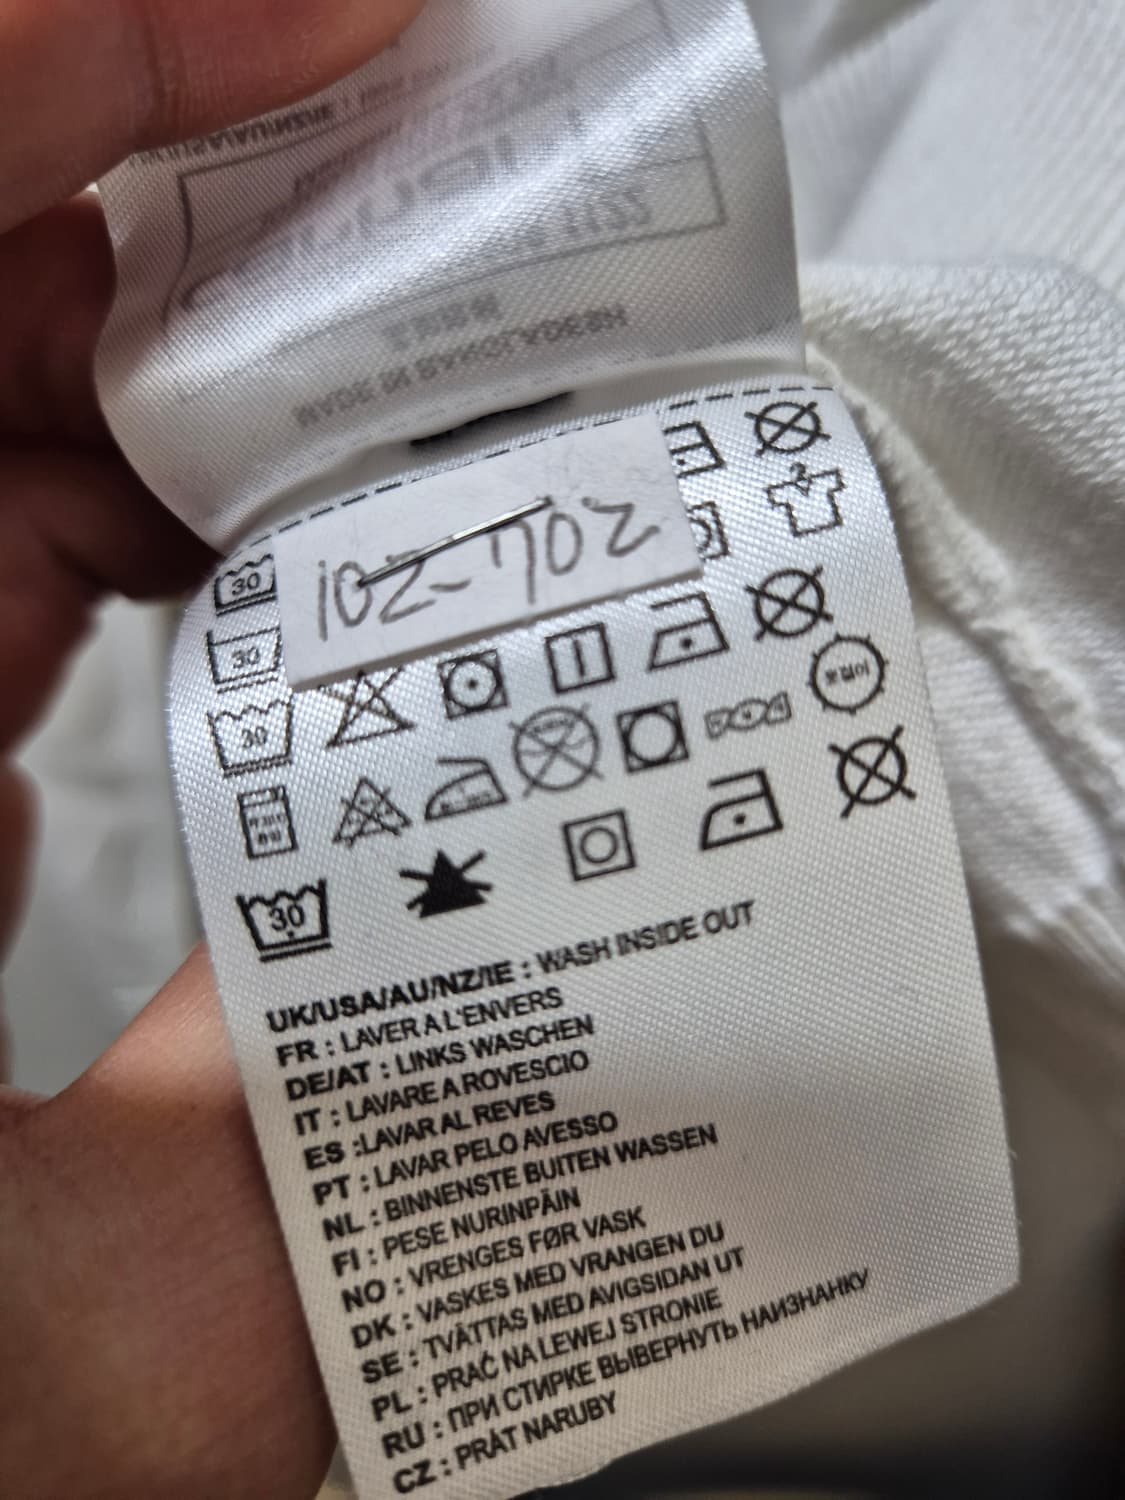 MADE IN BANGLADESH
102-702
30
30
30
30
UK/USA/AU/NZ/IE : WASH INSIDE OUT
FR : LAVER A L'ENVERS
DE/AT : LINKS WASCHEN
IT : LAVARE A ROVESCIO
ES :LAVAR AL REVES
PT : LAVAR PELO AVESSO
NL : BINNENSTE BUITEN WASSEN
FI : PESE NURINPÄIN
NO : VRENGES FØR VASK
DK : VASKES MED VRANGEN DU
SE : TVÄTTAS MED AVIGSIDAN UT
PL : PRAĆ NA LEWEJ STRONIE
RU : ПРИ СТИРКЕ ВЫВЕРНУТЬ НАИЗНАНКУ
CZ : PRÁT NARUBY